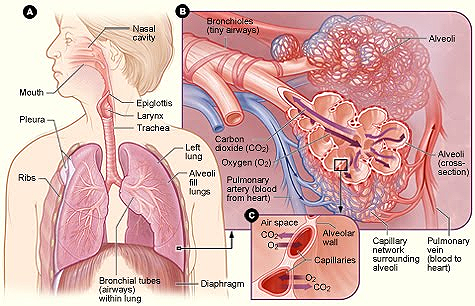 A
Nasal
cavity
Mouth
Epiglottis
Larynx
Trachea
Pleura
Left
lung
Ribs
Alveoli
fill
lungs
Bronchial tubes
(airways)
within lung
Diaphragm
B
Bronchioles
(tiny airways)
Alveoli
Carbon
dioxide (CO2)
Oxygen (O2)
Pulmonary
artery (blood
from heart)
Alveoli
(cross-
section)
Capillary
network
surrounding
alveoli
Pulmonary
vein
(blood to
heart)
C
Air space
CO2
O2
Alveolar
wall
Capillaries
O2
CO2